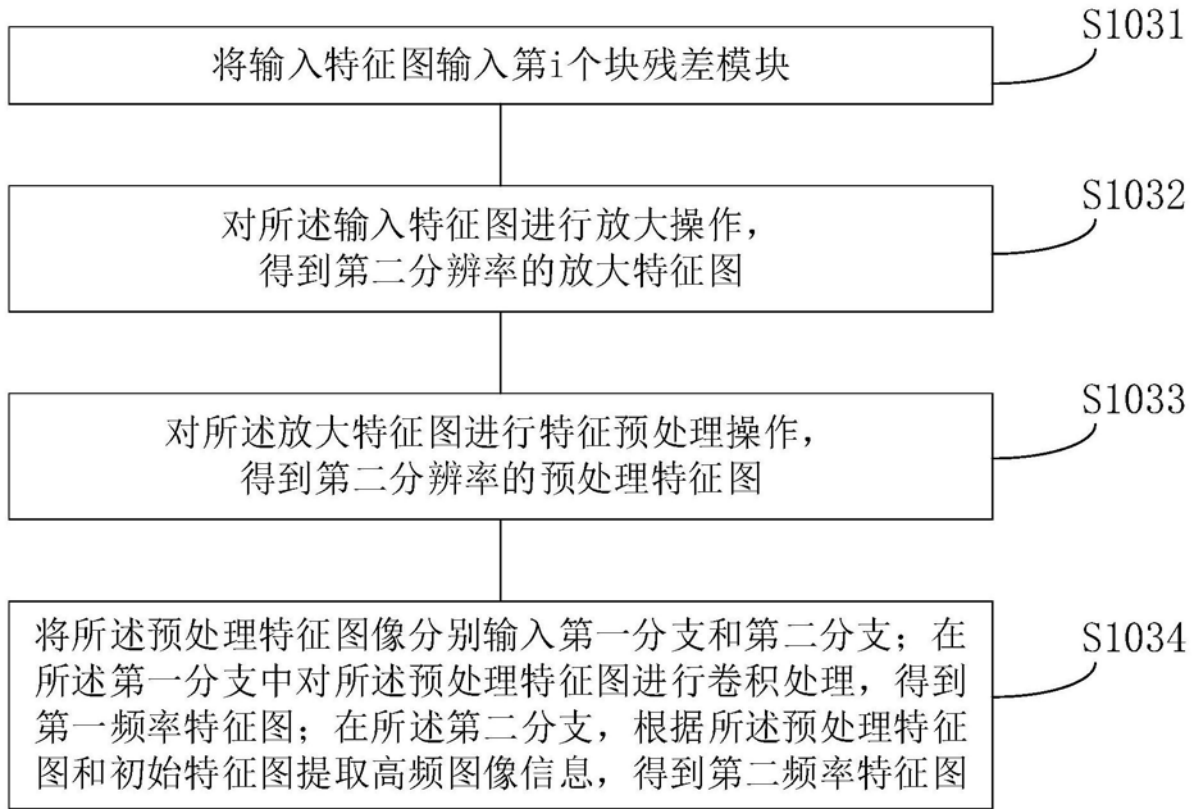 S1031
将输入特征图输入第i个块残差模块
S1032
对所述输入特征图进行放大操作，
得到第二分辨率的放大特征图
S1033
对所述放大特征图进行特征预处理操作，
得到第二分辨率的预处理特征图
S1034
将所述预处理特征图像分别输入第一分支和第二分支；在
所述第一分支中对所述预处理特征图进行卷积处理，得到
第一频率特征图；在所述第二分支，根据所述预处理特征
图和初始特征图提取高频图像信息，得到第二频率特征图